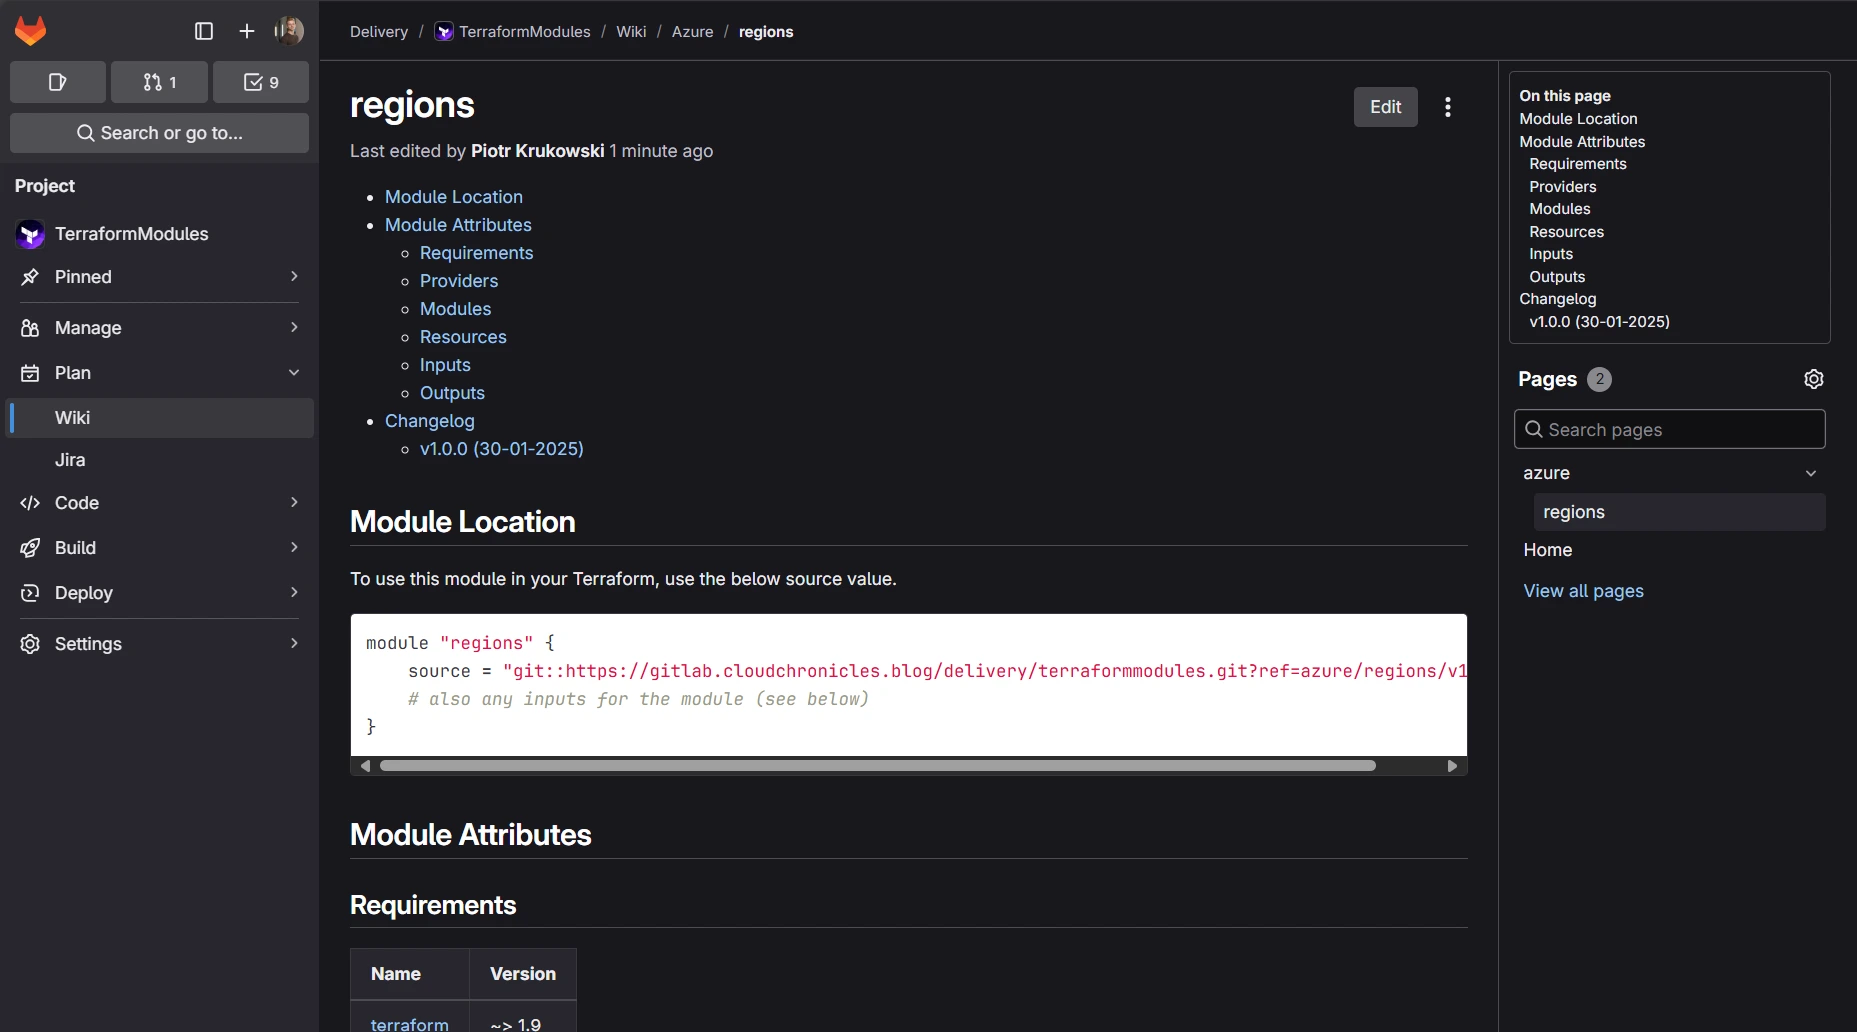 1
9
Search or go to...
Project
TerraformModules
Pinned
Manage
Plan
Wiki
Jira
Code
Build
Deploy
Settings
Delivery / TerraformModules / Wiki / Azure / regions
regions
Edit
Last edited by Piotr Krukowski 1 minute ago
Module Location
Module Attributes
Requirements
Providers
Modules
Resources
Inputs
Outputs
Changelog
v1.0.0 (30-01-2025)
Module Location
To use this module in your Terraform, use the below source value.
module "regions" {
source = "git::https://gitlab.cloudchronicles.blog/delivery/terraformmodules.git?ref=azure/regions/v1
# also any inputs for the module (see below)
}
Module Attributes
Requirements
Name Version
terraform ~> 1.9
On this page
Module Location
Module Attributes
Requirements
Providers
Modules
Resources
Inputs
Outputs
Changelog
v1.0.0 (30-01-2025)
Pages 2
Search pages
azure
regions
Home
View all pages